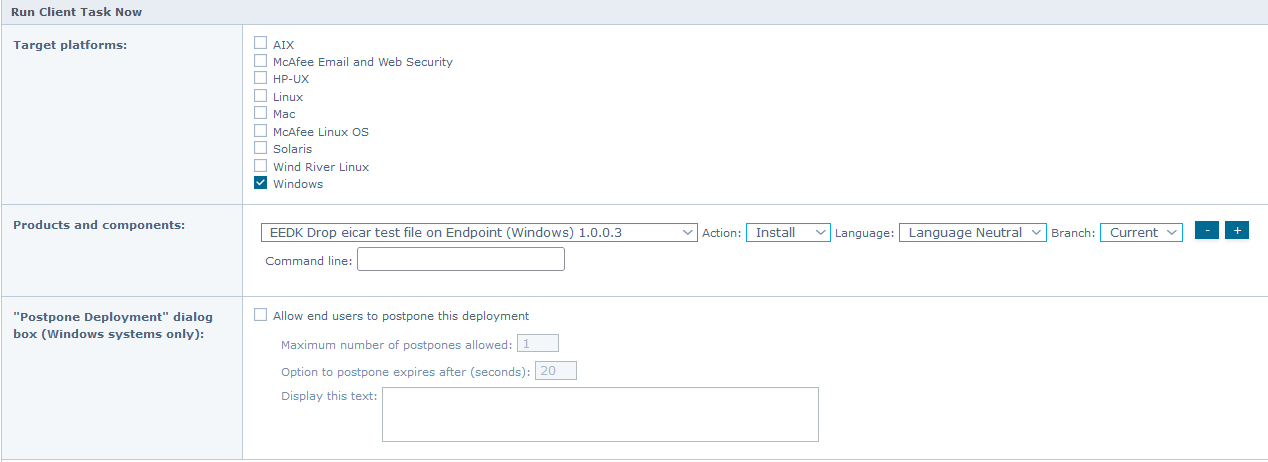 Run Client Task Now
Target platforms:
AIX
McAfee Email and Web Security
HP-UX
Linux
Mac
McAfee Linux OS
Solaris
Wind River Linux
Windows
Products and components:
EEDK Drop eicar test file on Endpoint (Windows) 1.0.0.3 Action: Install Language: Language Neutral Branch: Current - +
Command line:
"Postpone Deployment" dialog
box (Windows systems only):
Allow end users to postpone this deployment
Maximum number of postpones allowed: 1
Option to postpone expires after (seconds): 20
Display this text: